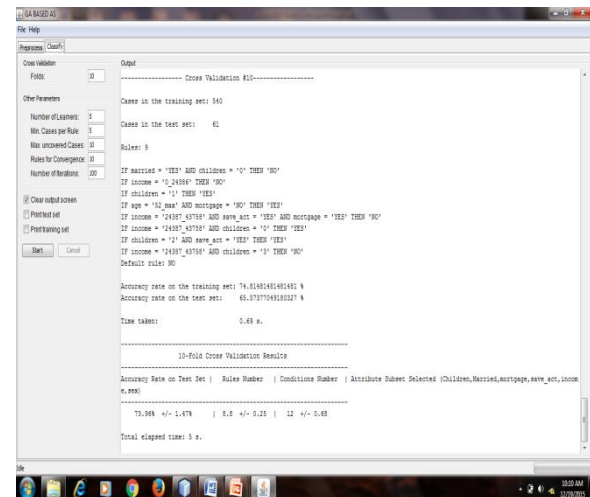 GA BASED AS
File Help
Preprocess Classify
Cross Validation
Folds: 10
Other Parameters
Number of Learners: 5
Min. Cases per Rule: 5
Max. uncovered Cases: 10
Rules for Convergence: 10
Number of Iterations: 100
Clear output screen
Print test set
Print training set
Start Cancel
Output
------------------ Cross Validation #10------------------
Cases in the training set: 540
Cases in the test set: 61
Rules: 9
IF married = 'YES' AND children = '0' THEN 'NO'
IF income = '0_24386' THEN 'NO'
IF children = '1' THEN 'YES'
IF age = '52_max' AND mortgage = 'NO' THEN 'YES'
IF income = '24387_43758' AND save_act = 'YES' AND mortgage = 'YES' THEN 'NO'
IF income = '24387_43758' AND children = '0' THEN 'YES'
IF children = '2' AND save_act = 'YES' THEN 'YES'
IF income = '24387_43758' AND children = '3' THEN 'NO'
Default rule: NO
Accuracy rate on the training set: 74.81481481481481 %
Accuracy rate on the test set: 65.57377049180327 %
Time taken: 0.69 s.
------------------------------------------------------------
10-Fold Cross Validation Results
------------------------------------------------------------
Accuracy Rate on Test Set | Rules Number | Conditions Number | Attribute Subset Selected (Children,Married,mortgage,save_act,incom
e,sex)
------------------------------------------------------------
73.96% +/- 1.67% | 8.8 +/- 0.25 | 12 +/- 0.68
Total elapsed time: 5 s.
Idle
10:10 AM
12/19/2015